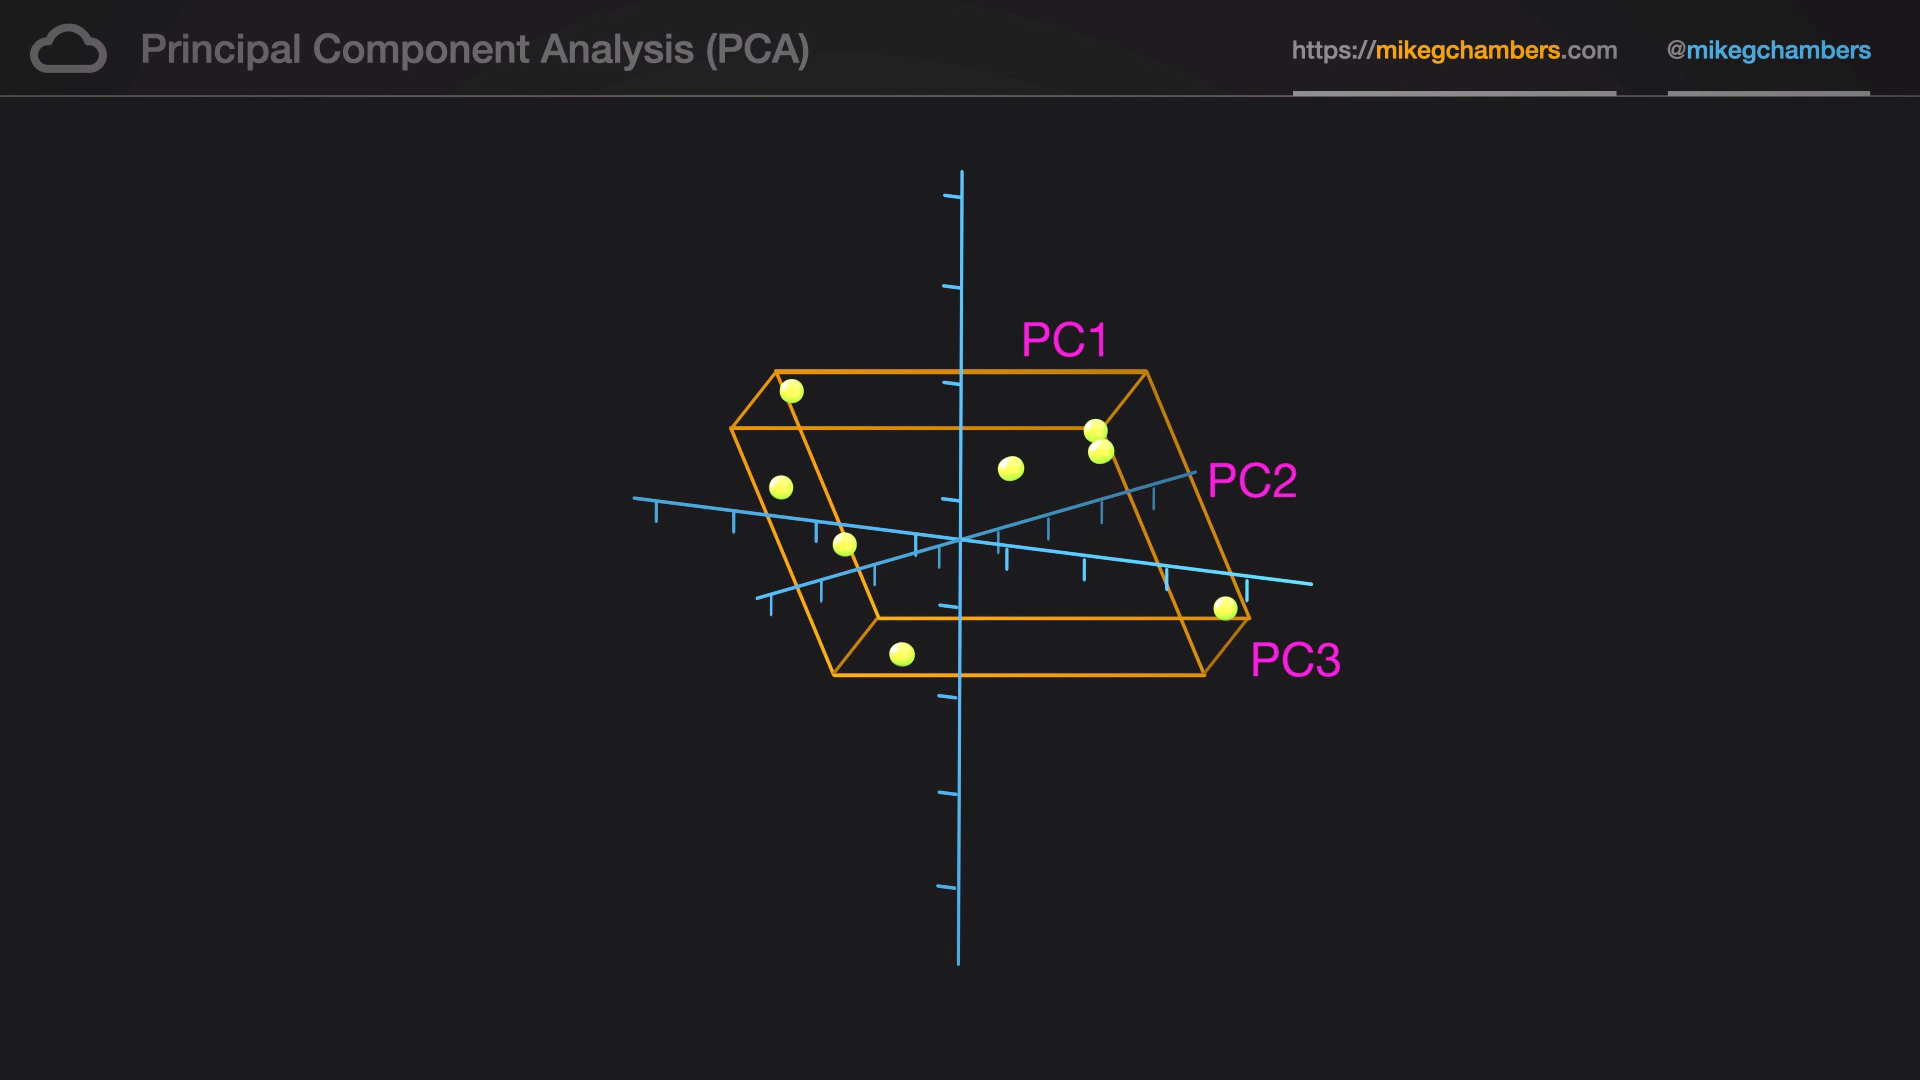 Principal Component Analysis (PCA)
https://mikegchambers.com
@mikegchambers
PC1
PC2
PC3